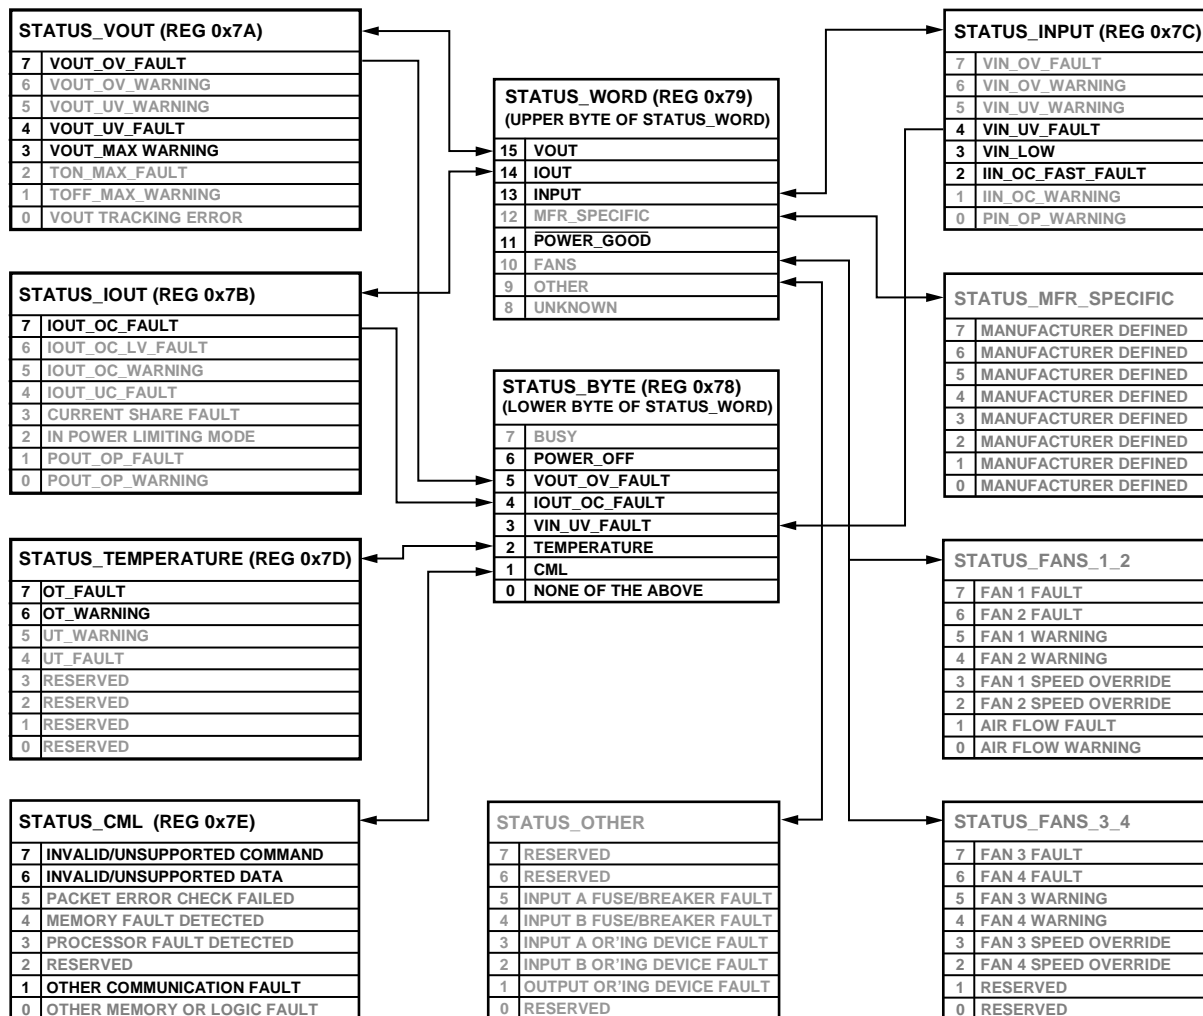 STATUS_VOUT (REG 0x7A)
7 VOUT_OV_FAULT
6 VOUT_OV_WARNING
5 VOUT_UV_WARNING
4 VOUT_UV_FAULT
3 VOUT_MAX WARNING
2 TON_MAX_FAULT
1 TOFF_MAX_WARNING
0 VOUT TRACKING ERROR
STATUS_IOUT (REG 0x7B)
7 IOUT_OC_FAULT
6 IOUT_OC_LV_FAULT
5 IOUT_OC_WARNING
4 IOUT_UC_FAULT
3 CURRENT SHARE FAULT
2 IN POWER LIMITING MODE
1 POUT_OP_FAULT
0 POUT_OP_WARNING
STATUS_TEMPERATURE (REG 0x7D)
7 OT_FAULT
6 OT_WARNING
5 UT_WARNING
4 UT_FAULT
3 RESERVED
2 RESERVED
1 RESERVED
0 RESERVED
STATUS_CML (REG 0x7E)
7 INVALID/UNSUPPORTED COMMAND
6 INVALID/UNSUPPORTED DATA
5 PACKET ERROR CHECK FAILED
4 MEMORY FAULT DETECTED
3 PROCESSOR FAULT DETECTED
2 RESERVED
1 OTHER COMMUNICATION FAULT
0 OTHER MEMORY OR LOGIC FAULT
STATUS_WORD (REG 0x79)
(UPPER BYTE OF STATUS_WORD)
15 VOUT
14 IOUT
13 INPUT
12 MFR_SPECIFIC
11 POWER_GOOD
10 FANS
9 OTHER
8 UNKNOWN
STATUS_BYTE (REG 0x78)
(LOWER BYTE OF STATUS_WORD)
7 BUSY
6 POWER_OFF
5 VOUT_OV_FAULT
4 IOUT_OC_FAULT
3 VIN_UV_FAULT
2 TEMPERATURE
1 CML
0 NONE OF THE ABOVE
STATUS_OTHER
7 RESERVED
6 RESERVED
5 INPUT A FUSE/BREAKER FAULT
4 INPUT B FUSE/BREAKER FAULT
3 INPUT A OR'ING DEVICE FAULT
2 INPUT B OR'ING DEVICE FAULT
1 OUTPUT OR'ING DEVICE FAULT
0 RESERVED
STATUS_INPUT (REG 0x7C)
7 VIN_OV_FAULT
6 VIN_OV_WARNING
5 VIN_UV_WARNING
4 VIN_UV_FAULT
3 VIN_LOW
2 IIN_OC_FAST_FAULT
1 IIN_OC_WARNING
0 PIN_OP_WARNING
STATUS_MFR_SPECIFIC
7 MANUFACTURER DEFINED
6 MANUFACTURER DEFINED
5 MANUFACTURER DEFINED
4 MANUFACTURER DEFINED
3 MANUFACTURER DEFINED
2 MANUFACTURER DEFINED
1 MANUFACTURER DEFINED
0 MANUFACTURER DEFINED
STATUS_FANS_1_2
7 FAN 1 FAULT
6 FAN 2 FAULT
5 FAN 1 WARNING
4 FAN 2 WARNING
3 FAN 1 SPEED OVERRIDE
2 FAN 2 SPEED OVERRIDE
1 AIR FLOW FAULT
0 AIR FLOW WARNING
STATUS_FANS_3_4
7 FAN 3 FAULT
6 FAN 4 FAULT
5 FAN 3 WARNING
4 FAN 4 WARNING
3 FAN 3 SPEED OVERRIDE
2 FAN 4 SPEED OVERRIDE
1 RESERVED
0 RESERVED